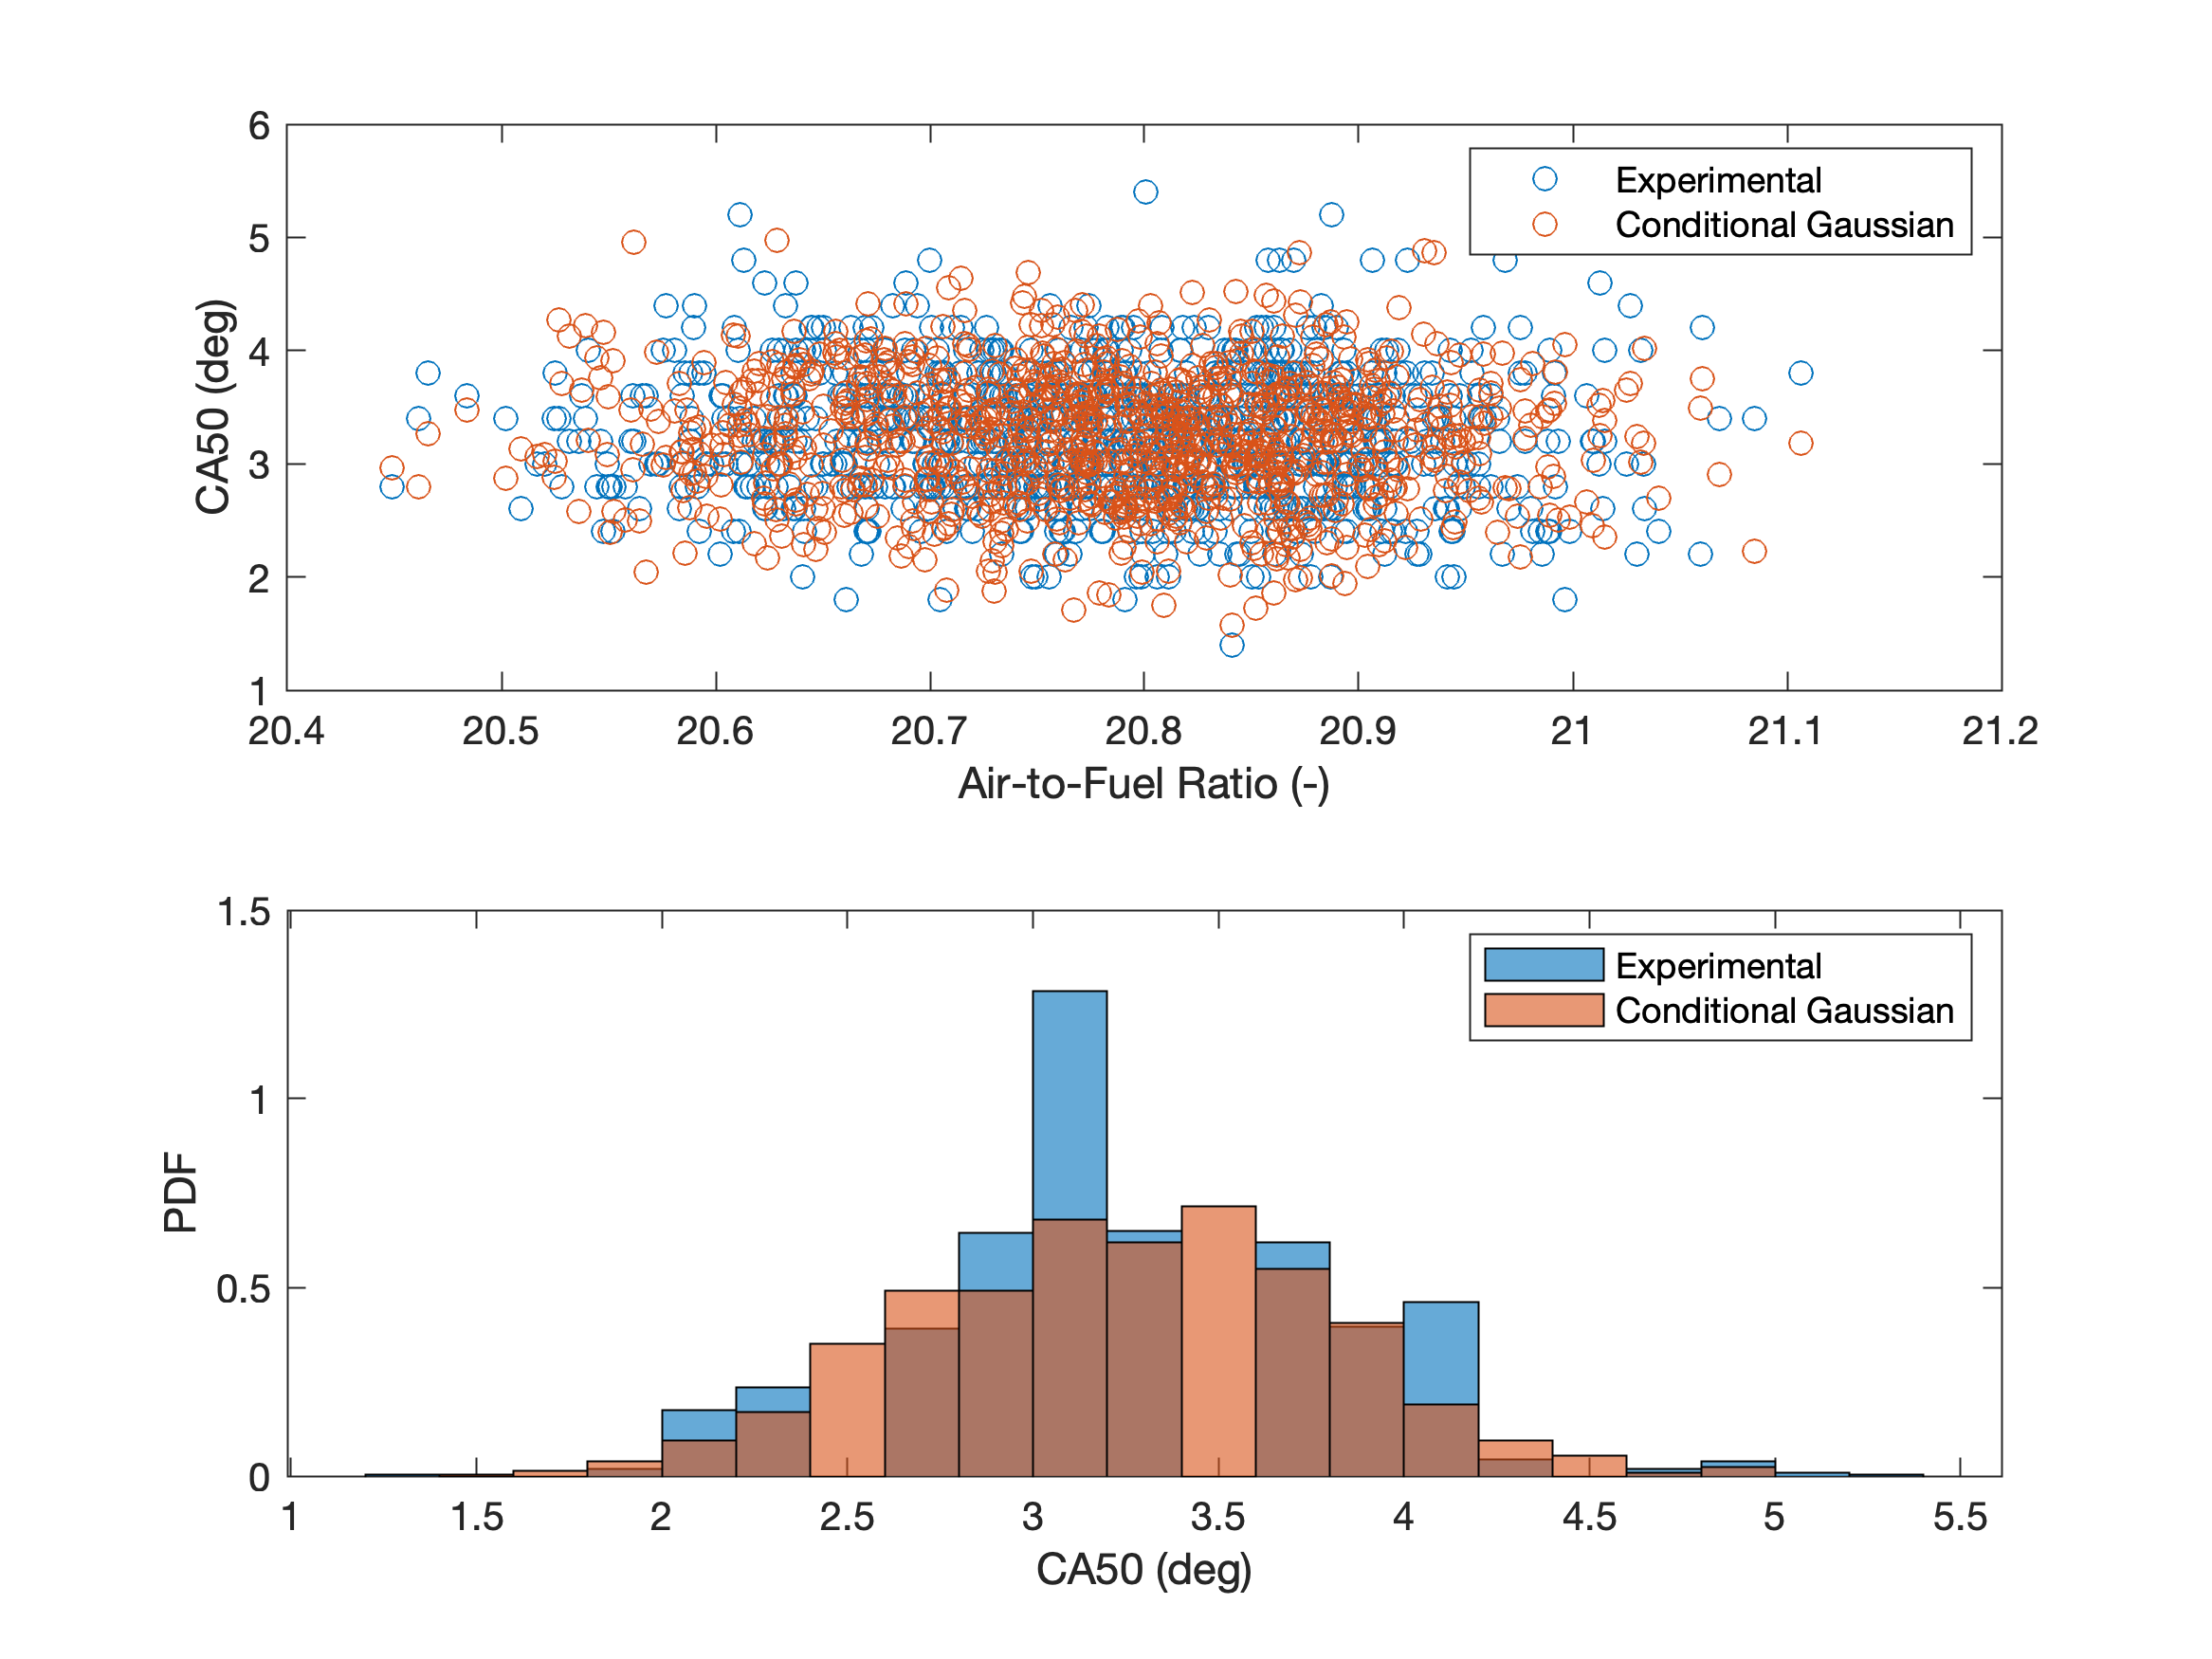 6
5
4
3
2
1
CA50 (deg)
Experimental
Conditional Gaussian
20.4 20.5 20.6 20.7 20.8 20.9 21 21.1 21.2
Air-to-Fuel Ratio (-)
1.5
1
0.5
0
PDF
Experimental
Conditional Gaussian
1 1.5 2 2.5 3 3.5 4 4.5 5 5.5
CA50 (deg)